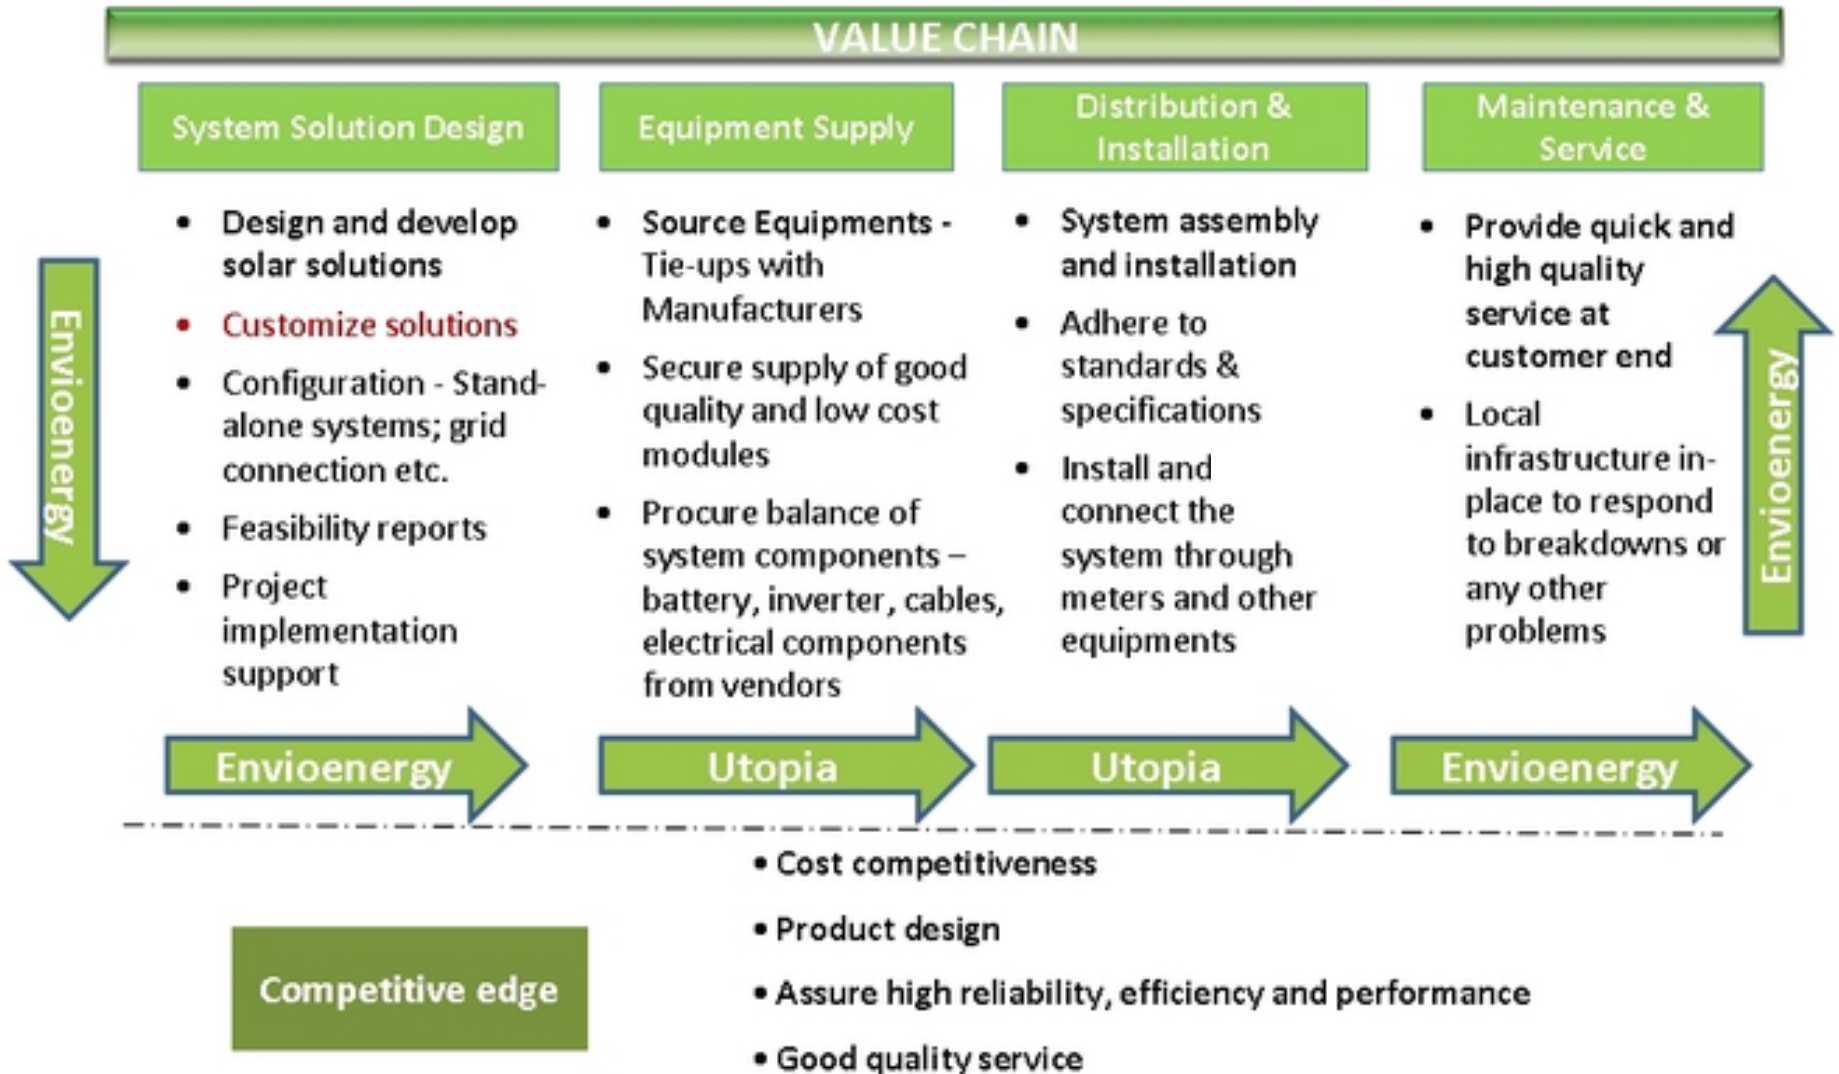 VALUE CHAIN
System Solution Design
• Design and develop
solar solutions
• Customize solutions
• Configuration - Stand-
alone systems; grid
connection etc.
• Feasibility reports
• Project
implementation
support
Equipment Supply
• Source Equipments -
Tie-ups with
Manufacturers
• Secure supply of good
quality and low cost
modules
• Procure balance of
system components –
battery, inverter, cables,
electrical components
from vendors
Distribution &
Installation
• System assembly
and installation
• Adhere to
standards &
specifications
• Install and
connect the
system through
meters and other
equipments
Maintenance &
Service
• Provide quick and
high quality
service at
customer end
• Local
infrastructure in-
place to respond
to breakdowns or
any other
problems
Envioenergy
Envioenergy
Envioenergy
Utopia
Utopia
Envioenergy
Competitive edge
• Cost competitiveness
• Product design
• Assure high reliability, efficiency and performance
• Good quality service